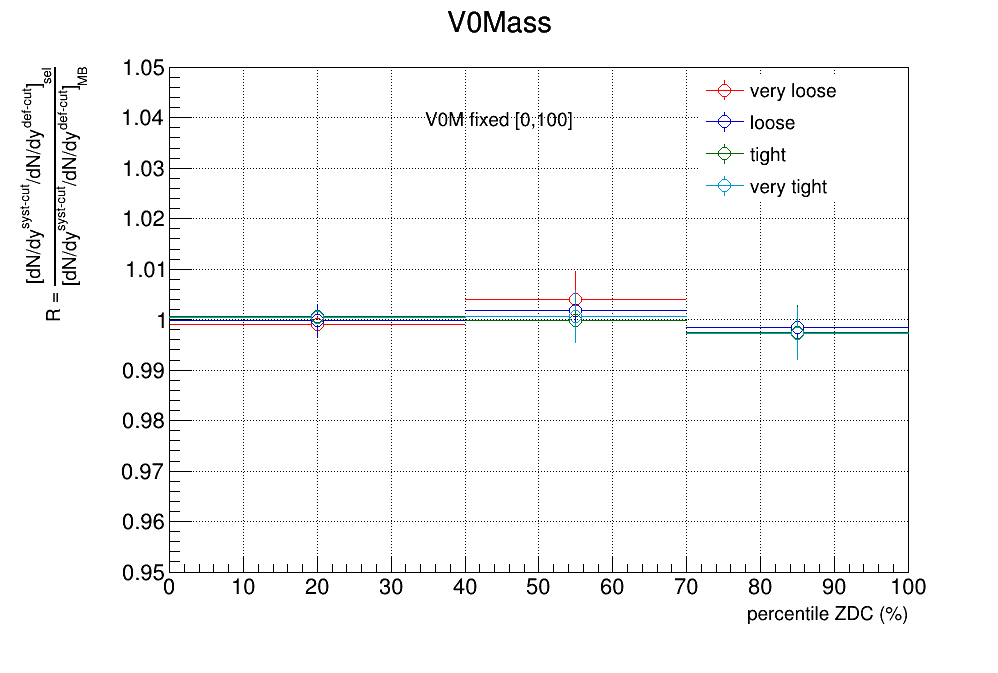 V0Mass
R = [dN/dy^syst-cut/dN/dy^def-cut]_sel
[dN/dy^syst-cut/dN/dy^def-cut]_MB
V0M fixed [0,100]
very loose
loose
tight
very tight
1.05
1.04
1.03
1.02
1.01
1
0.99
0.98
0.97
0.96
0.95
0 10 20 30 40 50 60 70 80 90 100
percentile ZDC (%)